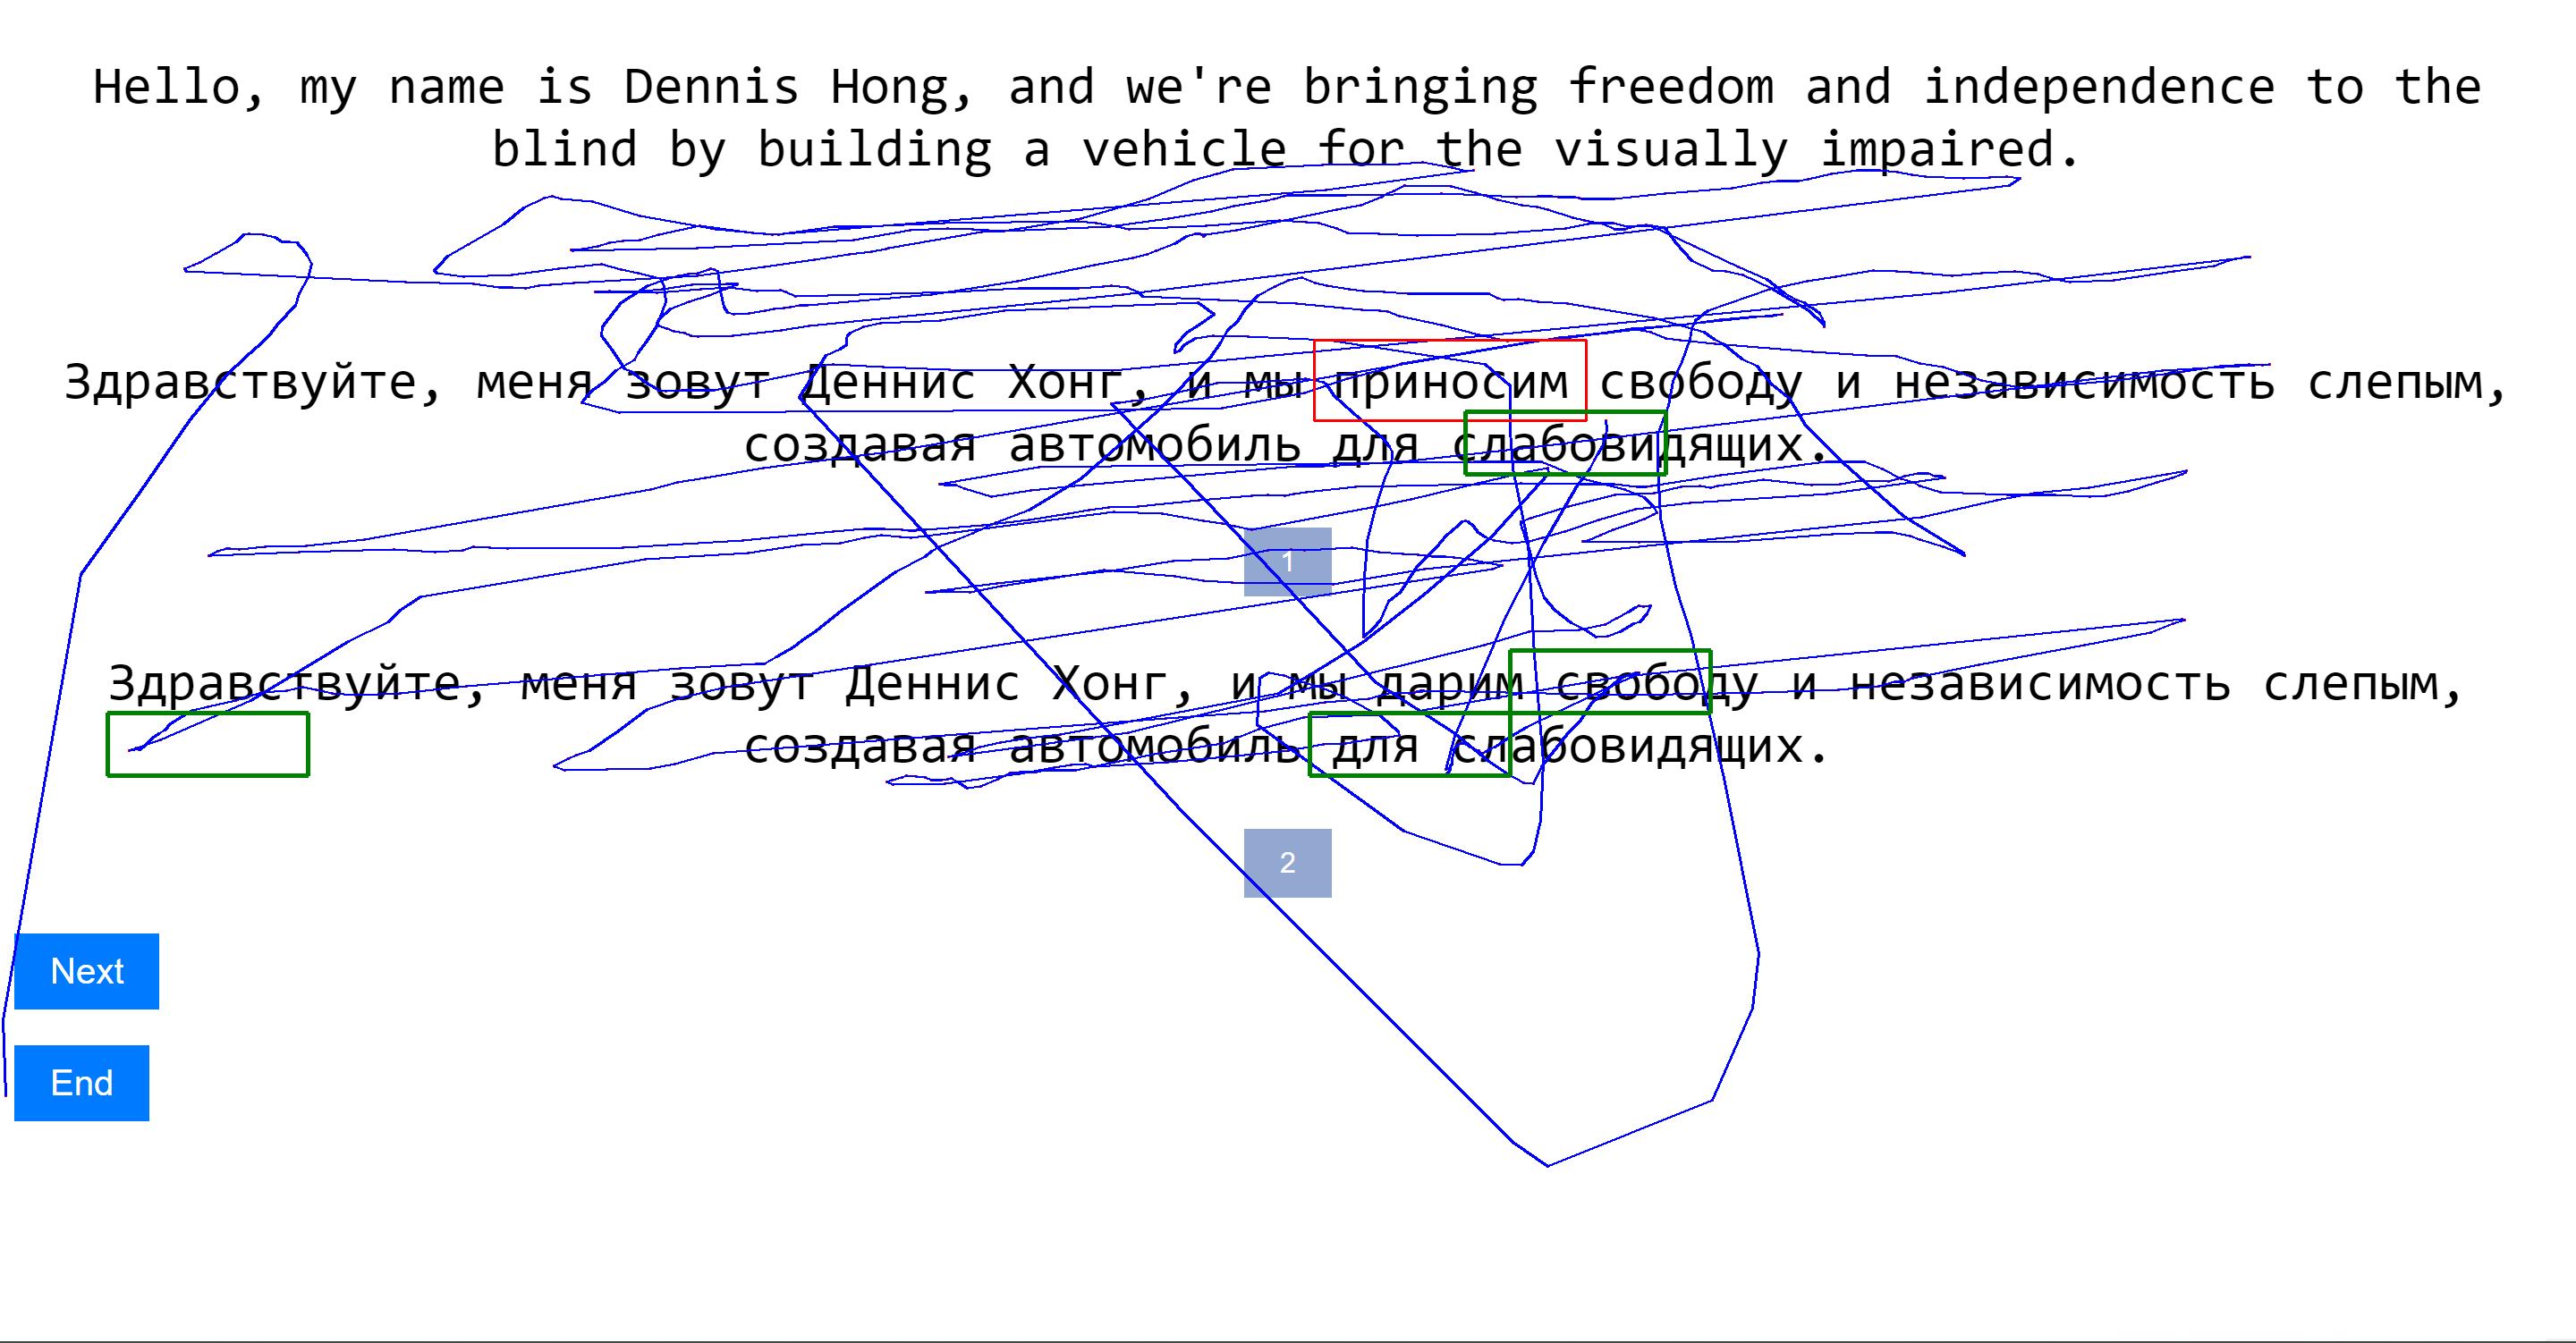 Hello, my name is Dennis Hong, and we're bringing freedom and independence to the
blind by building a vehicle for the visually impaired.
Здравствуйте, меня зовут Деннис Хонг, и мы приносим свободу и независимость слепым,
создавая автомобиль для слабовидящих.
1
Здравствуйте, меня зовут Деннис Хонг, и мы дарим свободу и независимость слепым,
создавая автомобиль для слабовидящих.
2
Next
End